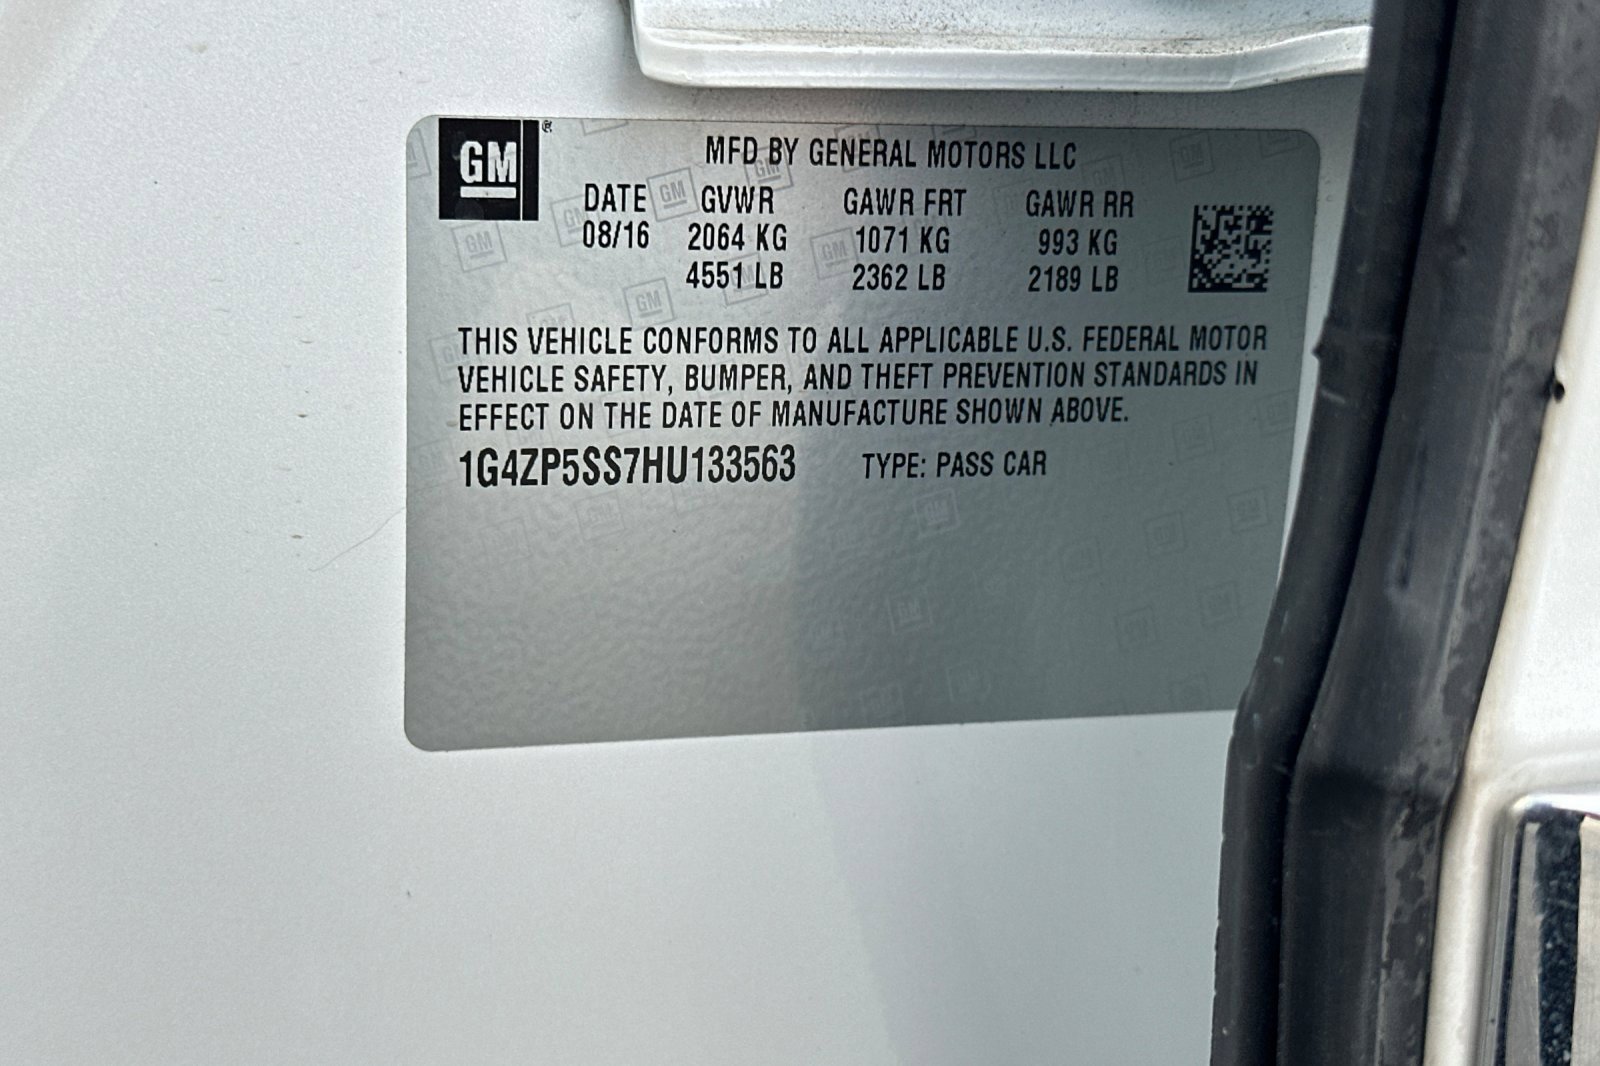 GM
MFD BY GENERAL MOTORS LLC
DATE GVWR GAWR FRT GAWR RR
08/16 2064 KG 1071 KG 993 KG
4551 LB 2362 LB 2189 LB
THIS VEHICLE CONFORMS TO ALL APPLICABLE U.S. FEDERAL MOTOR
VEHICLE SAFETY, BUMPER, AND THEFT PREVENTION STANDARDS IN
EFFECT ON THE DATE OF MANUFACTURE SHOWN ABOVE.
1G4ZP5SS7HU133563 TYPE: PASS CAR